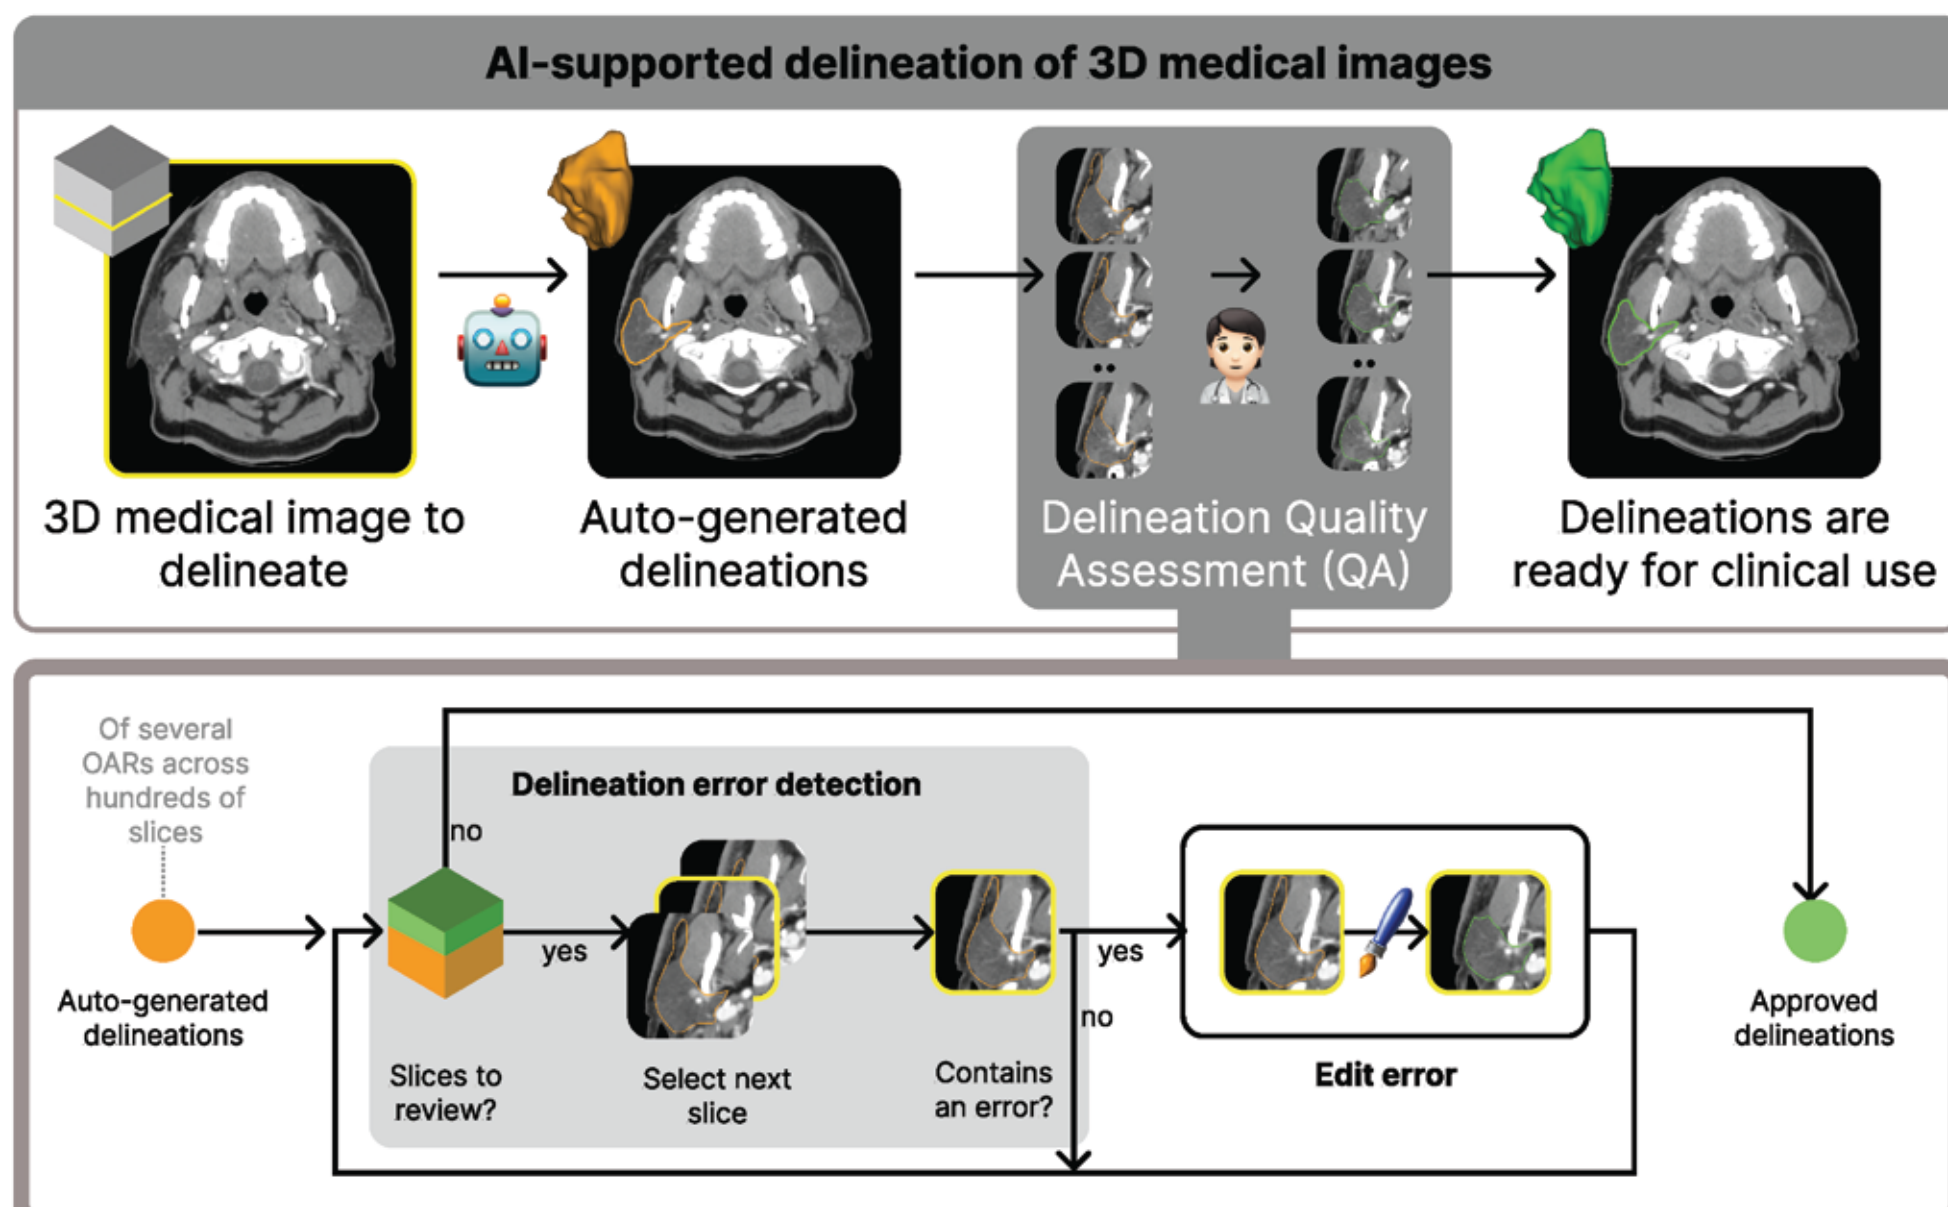 AI-supported delineation of 3D medical images
3D medical image to
delineate
Auto-generated
delineations
Delineation Quality
Assessment (QA)
Delineations are
ready for clinical use
Of several
OARs across
hundreds of
slices
Auto-generated
delineations
Delineation error detection
no
yes
Slices to
review?
Select next
slice
Contains
an error?
yes
no
Edit error
Approved
delineations